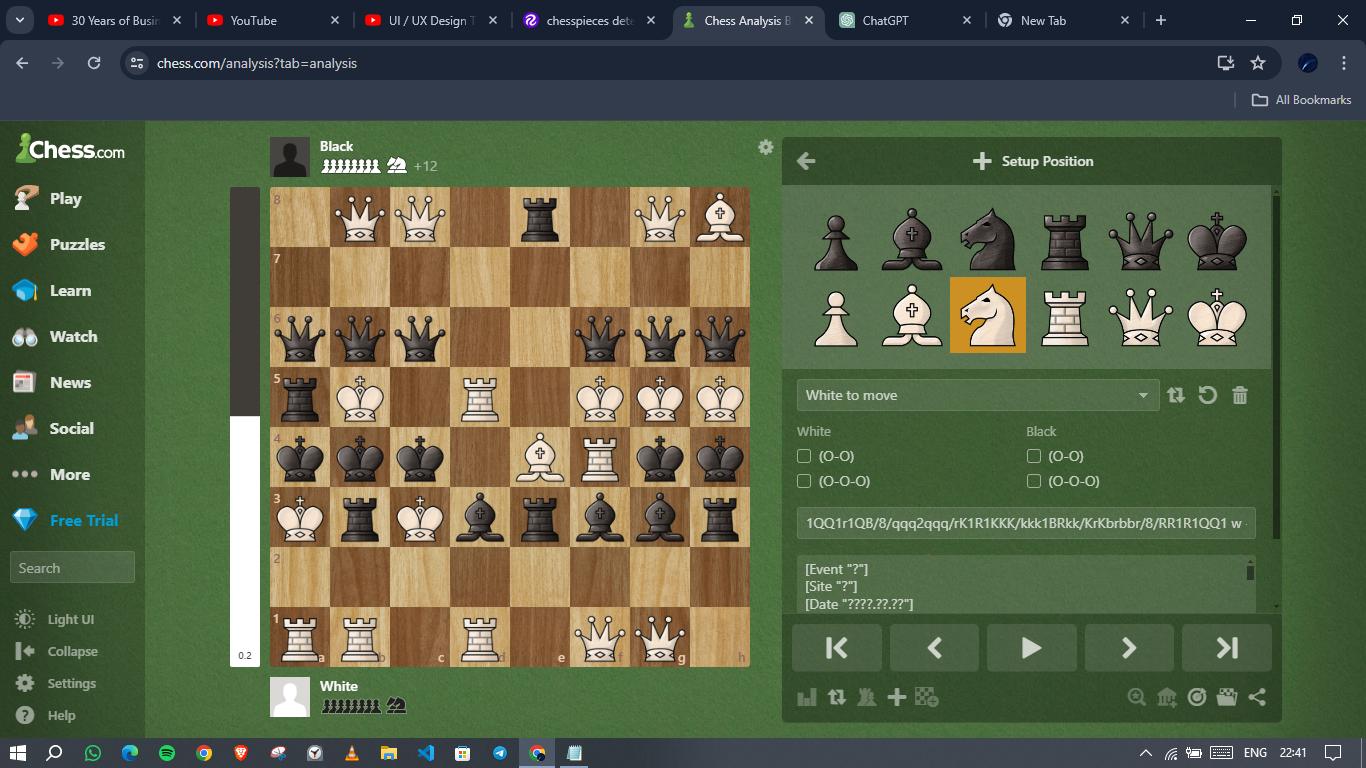 30 Years of Busin
YouTube
UI / UX Design T
chesspieces dete
Chess Analysis B
ChatGPT
New Tab
chess.com/analysis?tab=analysis
All Bookmarks
Chess.com
Play
Puzzles
Learn
Watch
News
Social
More
Free Trial
Search
Light UI
Collapse
Settings
Help
Black
+12
8
7
6
5
4
3
2
1
a
b
c
d
e
f
g
h
0.2
White
Setup Position
White to move
White
Black
(O-O)
(O-O)
(O-O-O)
(O-O-O)
1QQ1r1QB/8/qqq2qqq/rK1R1KKK/kkk1BRkk/KrKbrbbr/8/RR1R1QQ1 w
[Event "?"]
[Site "?"]
[Date "????.??.??"]
ENG
22:41